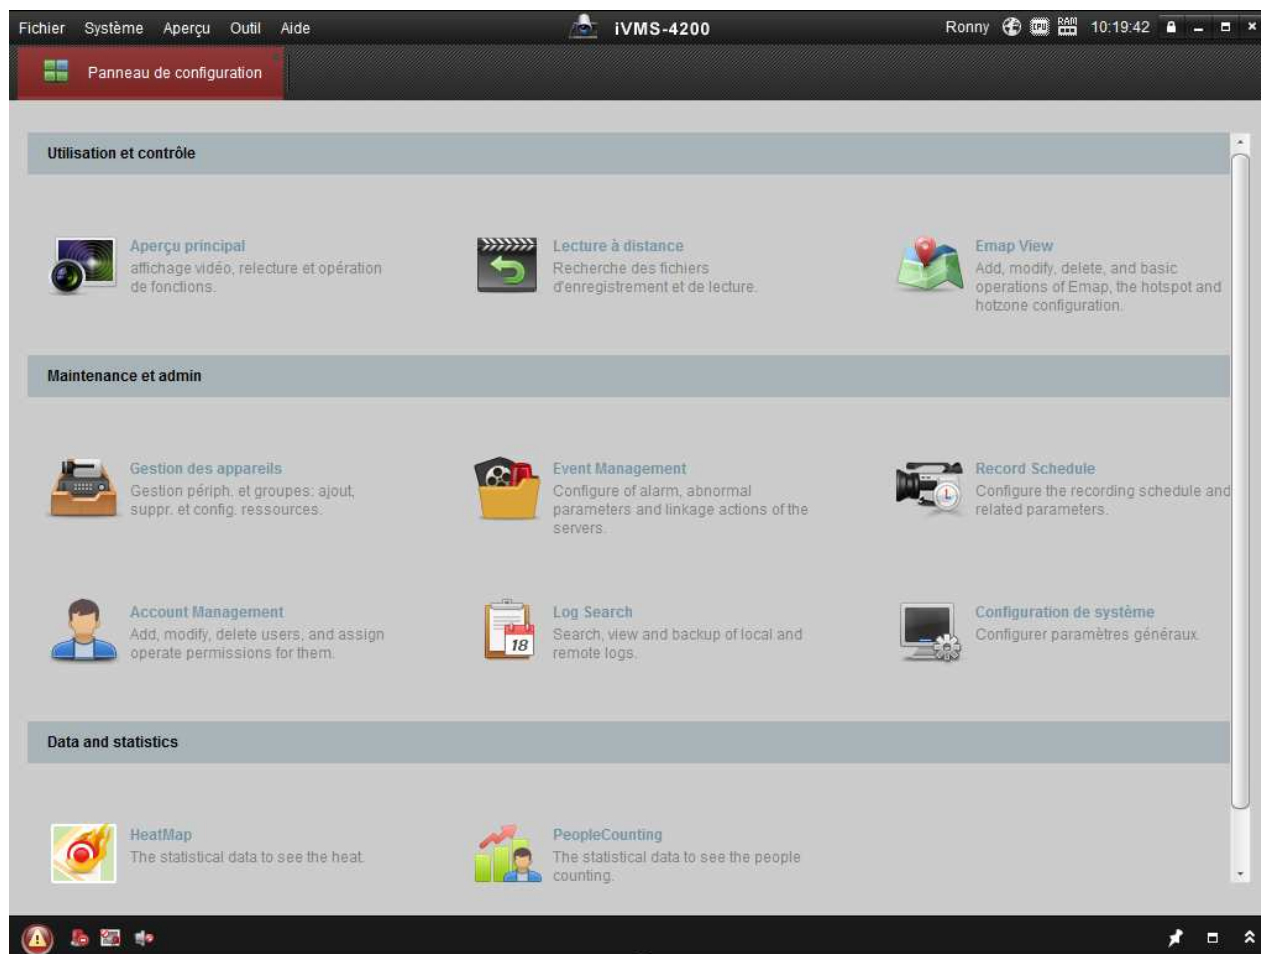 Fichier Système Aperçu Outil Aide
iVMS-4200
Ronny CPU RAM 10:19:42
Panneau de configuration
Utilisation et contrôle
Aperçu principal
affichage vidéo, relecture et opération
de fonctions.
Lecture à distance
Recherche des fichiers
d'enregistrement et de lecture.
Emap View
Add, modify, delete, and basic
operations of Emap, the hotspot and
hotzone configuration.
Maintenance et admin
Gestion des appareils
Gestion périph. et groupes: ajout,
suppr. et config. ressources.
Event Management
Configure of alarm, abnormal
parameters and linkage actions of the
servers.
Record Schedule
Configure the recording schedule and
related parameters.
Account Management
Add, modify, delete users, and assign
operate permissions for them.
Log Search
Search, view and backup of local and
remote logs.
18
Configuration de système
Configurer paramètres généraux.
Data and statistics
HeatMap
The statistical data to see the heat.
PeopleCounting
The statistical data to see the people
counting.